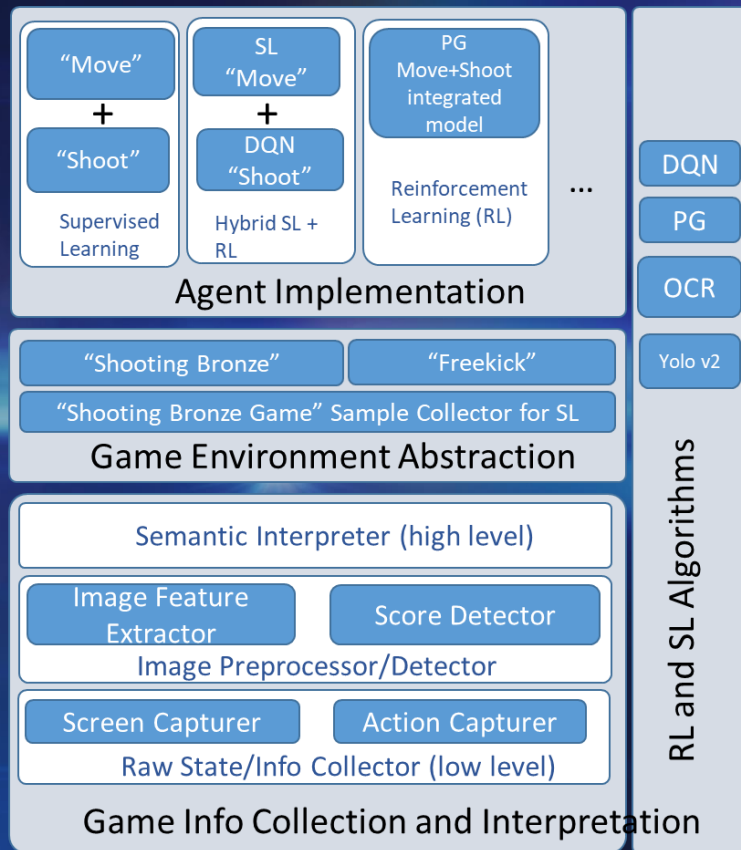 “Move”
+
“Shoot”
Supervised
Learning
SL
“Move”
+
DQN
“Shoot”
Hybrid SL +
RL
PG
Move+Shoot
integrated
model
Reinforcement
Learning (RL)
...
Agent Implementation
“Shooting Bronze”
“Freekick”
“Shooting Bronze Game” Sample Collector for SL
Game Environment Abstraction
Semantic Interpreter (high level)
Image Feature
Extractor
Score Detector
Image Preprocessor/Detector
Screen Capturer
Action Capturer
Raw State/Info Collector (low level)
Game Info Collection and Interpretation
DQN
PG
OCR
Yolo v2
RL and SL Algorithms